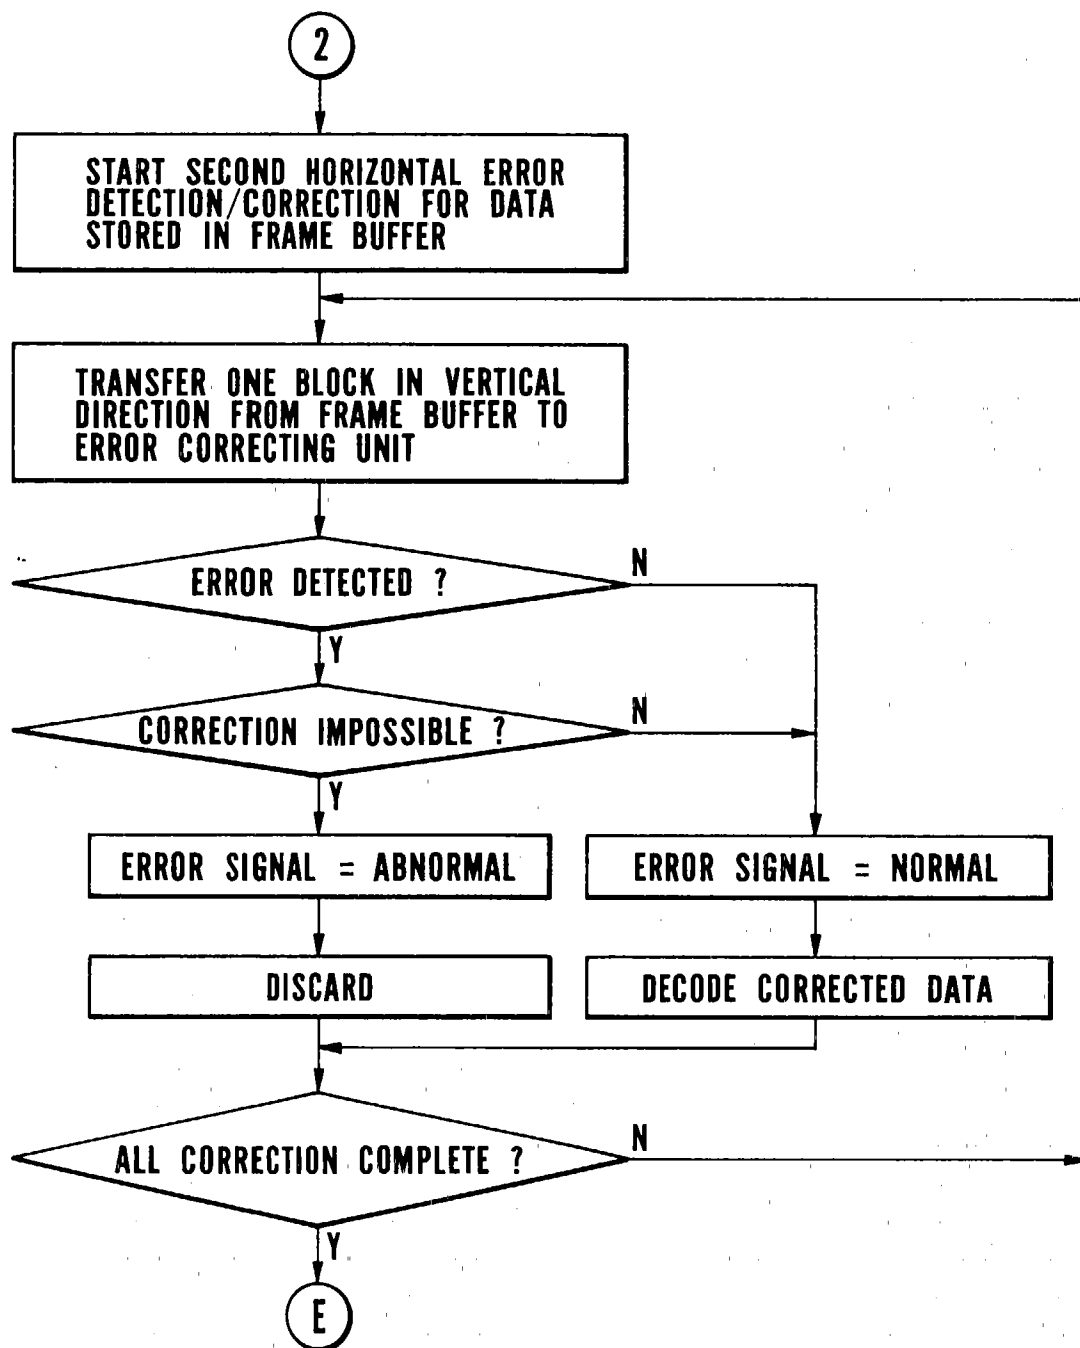 2
START SECOND HORIZONTAL ERROR
DETECTION/CORRECTION FOR DATA
STORED IN FRAME BUFFER
TRANSFER ONE BLOCK IN VERTICAL
DIRECTION FROM FRAME BUFFER TO
ERROR CORRECTING UNIT
N
ERROR DETECTED ?
Y
N
CORRECTION IMPOSSIBLE ?
Y
ERROR SIGNAL = ABNORMAL
ERROR SIGNAL = NORMAL
DISCARD
DECODE CORRECTED DATA
N
ALL CORRECTION COMPLETE ?
Y
E